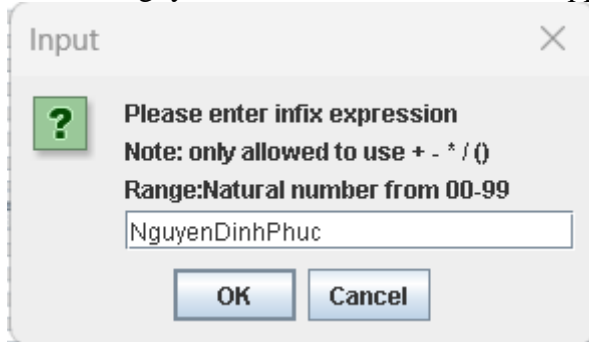 Input
?
Please enter infix expression
Note: only allowed to use + - * / ()
Range:Natural number from 00-99
NguyenDinhPhuc
OK Cancel